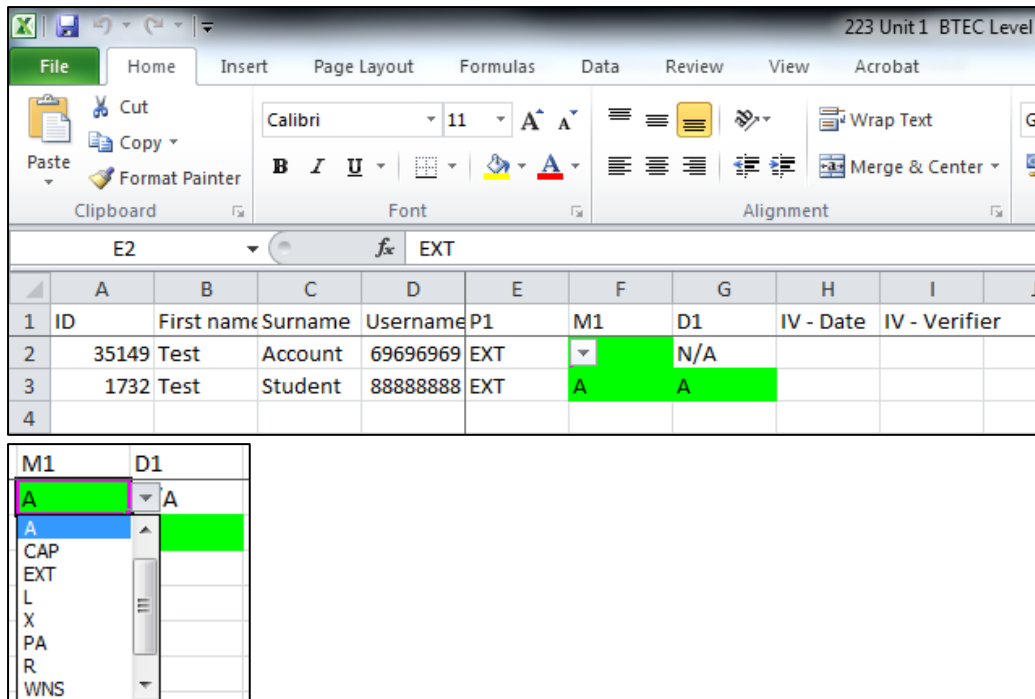 223 Unit 1 BTEC Level
File Home Insert Page Layout Formulas Data Review View Acrobat
Paste
Cut
Copy
Format Painter
Clipboard
Calibri 11 A A
B I U A
Font
Wrap Text
Merge & Center
Alignment
E2 fx EXT
A B C D E F G H I
1 ID First name Surname Username P1 M1 D1 IV - Date IV - Verifier
2 35149 Test Account 69696969 EXT N/A
3 1732 Test Student 88888888 EXT A A
4
M1 D1
A A
A
CAP
EXT
L
X
PA
R
WNS